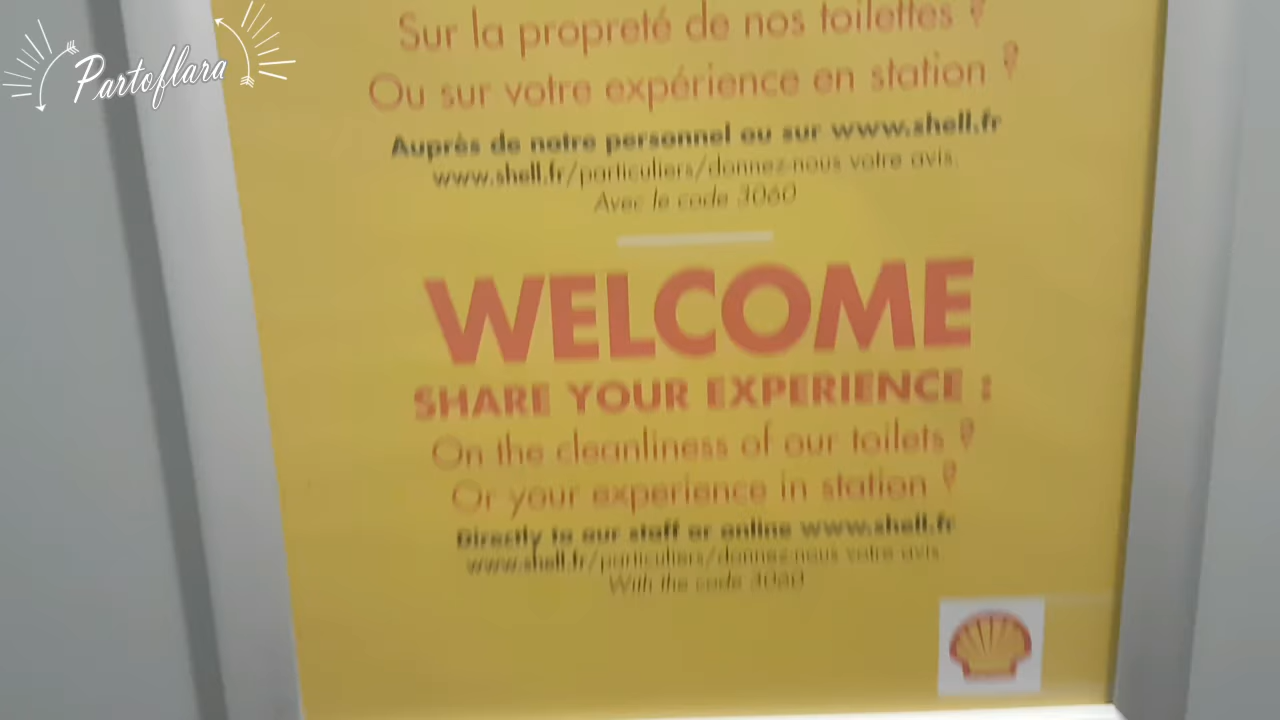 Partoflara
Sur la propreté de nos toilettes ?
Ou sur votre expérience en station ?
Auprès de notre personnel ou sur www.shell.fr
www.shell.fr/particuliers/donnez-nous votre avis.
Avec le code 3060
WELCOME
SHARE YOUR EXPERIENCE :
On the cleanliness of our toilets ?
Or your experience in station ?
Directly to our staff or online www.shell.fr
www.shell.fr/particuliers/donnez-nous votre avis
With the code 3060